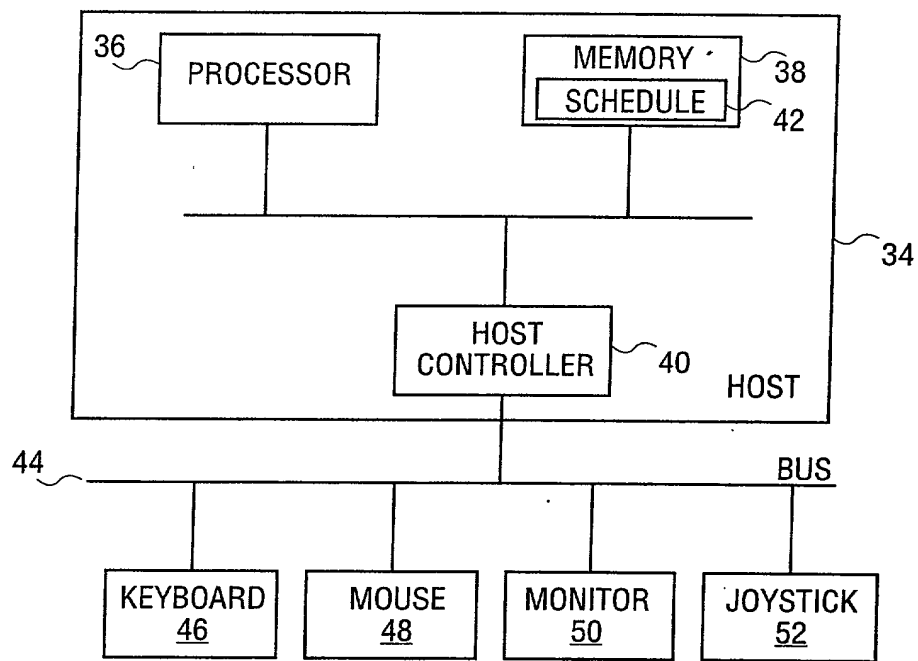 36
PROCESSOR
MEMORY
38
SCHEDULE
42
34
HOST
CONTROLLER
40
HOST
44
BUS
KEYBOARD
46
MOUSE
48
MONITOR
50
JOYSTICK
52